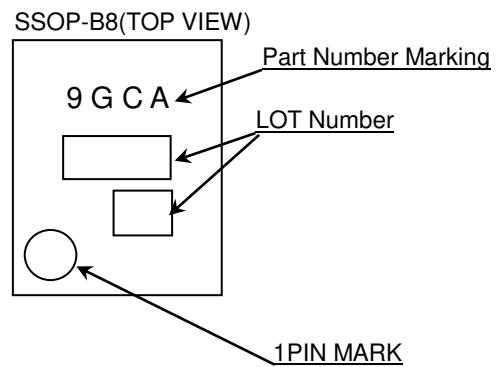 SSOP-B8(TOP VIEW)
Part Number Marking
9 G C A
LOT Number
1PIN MARK